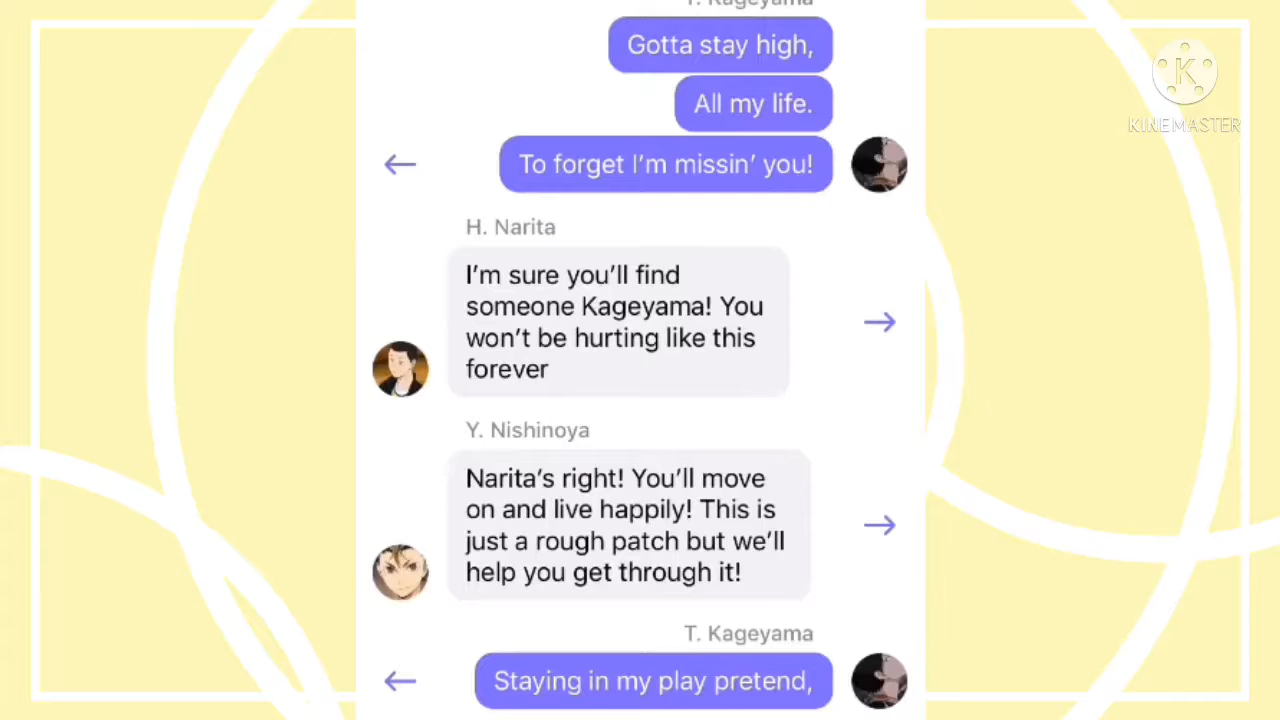 T. Kageyama
Gotta stay high,
All my life.
To forget I'm missin' you!
H. Narita
I'm sure you'll find
someone Kageyama! You
won't be hurting like this
forever
Y. Nishinoya
Narita's right! You'll move
on and live happily! This is
just a rough patch but we'll
help you get through it!
T. Kageyama
Staying in my play pretend,
K
KINEMASTER